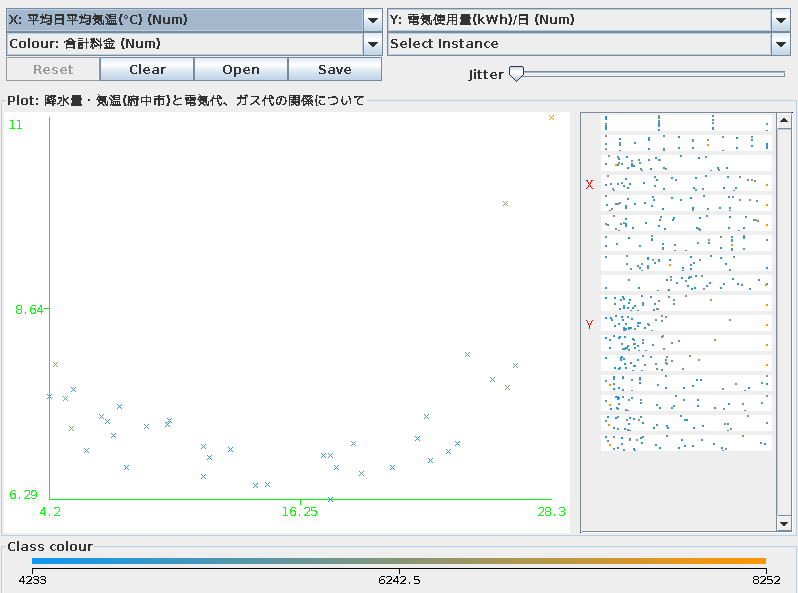 X: 平均日平均気温(°C) (Num)
Y: 電気使用量(kWh)/日 (Num)
Colour: 合計料金 (Num)
Select Instance
Reset
Clear
Open
Save
Jitter
Plot: 降水量・気温(府中市)と電気代、ガス代の関係について
11
8.64
6.29
4.2
16.25
28.3
X
Y
Class colour
4233
6242.5
8252